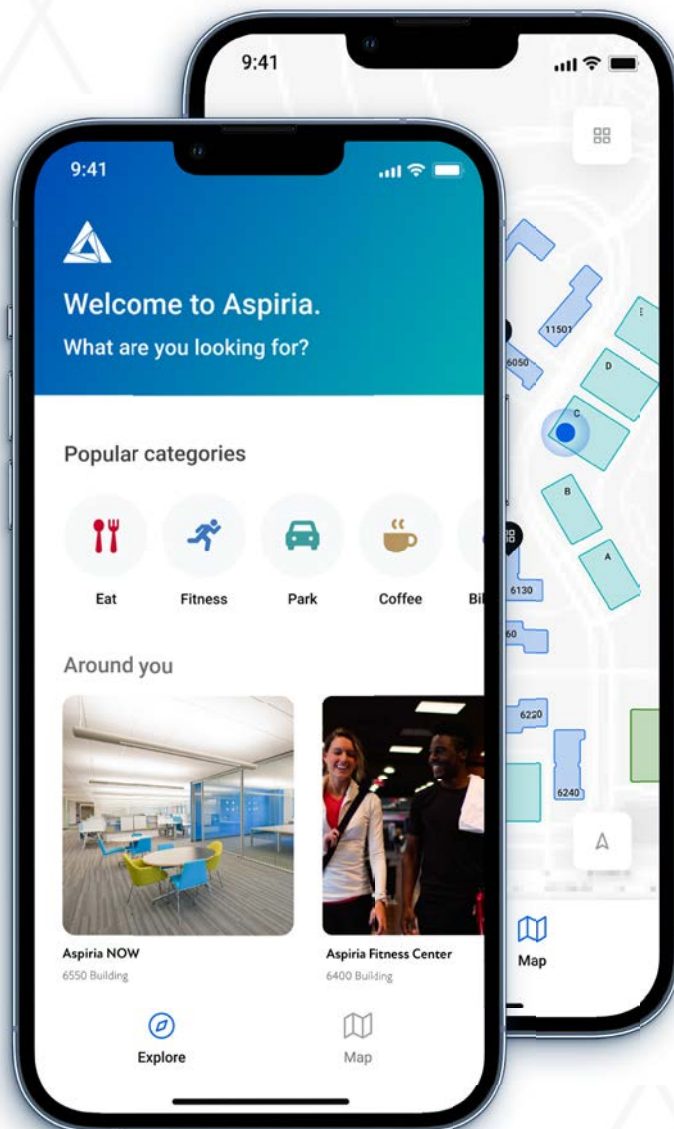 9:41
9:41
Welcome to Aspiria.
What are you looking for?
Popular categories
Eat
Fitness
Park
Coffee
Around you
Aspiria NOW
6550 Building
Aspiria Fitness Center
6400 Building
Explore
Map
11501
E
D
6050
C
B
A
6130
60
6220
6240
Map